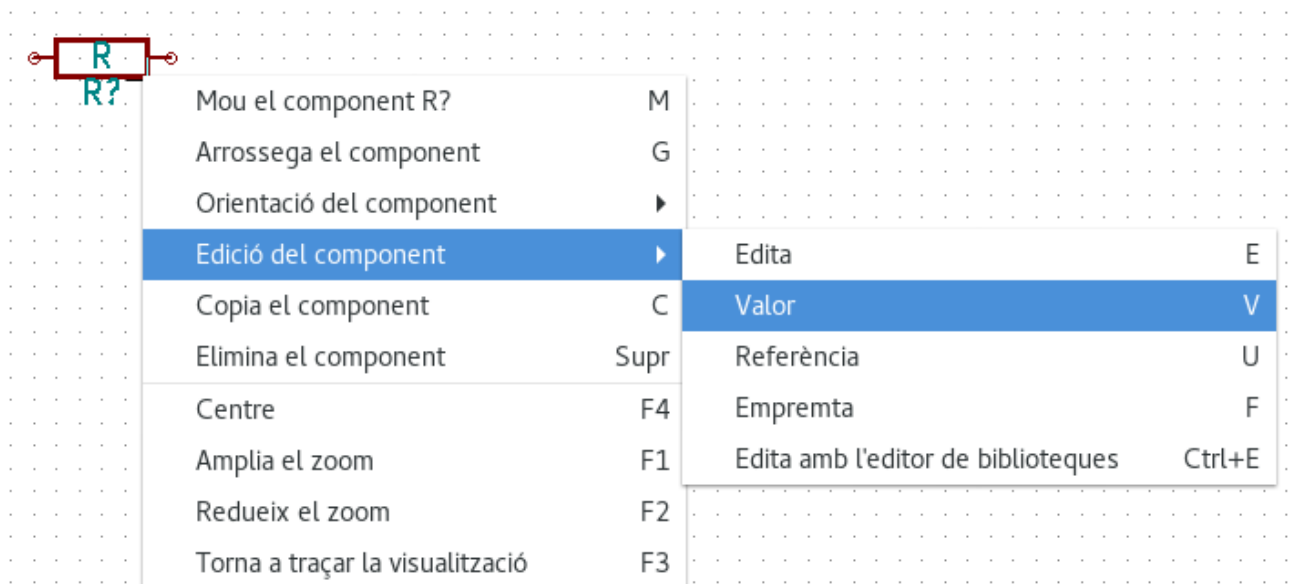 R
R?
Mou el component R? M
Arrossega el component G
Orientació del component
Edició del component
Copia el component C
Elimina el component Supr
Centre F4
Amplia el zoom F1
Redueix el zoom F2
Torna a traçar la visualització F3
Edita E
Valor V
Referència U
Empremta F
Edita amb l'editor de biblioteques Ctrl+E